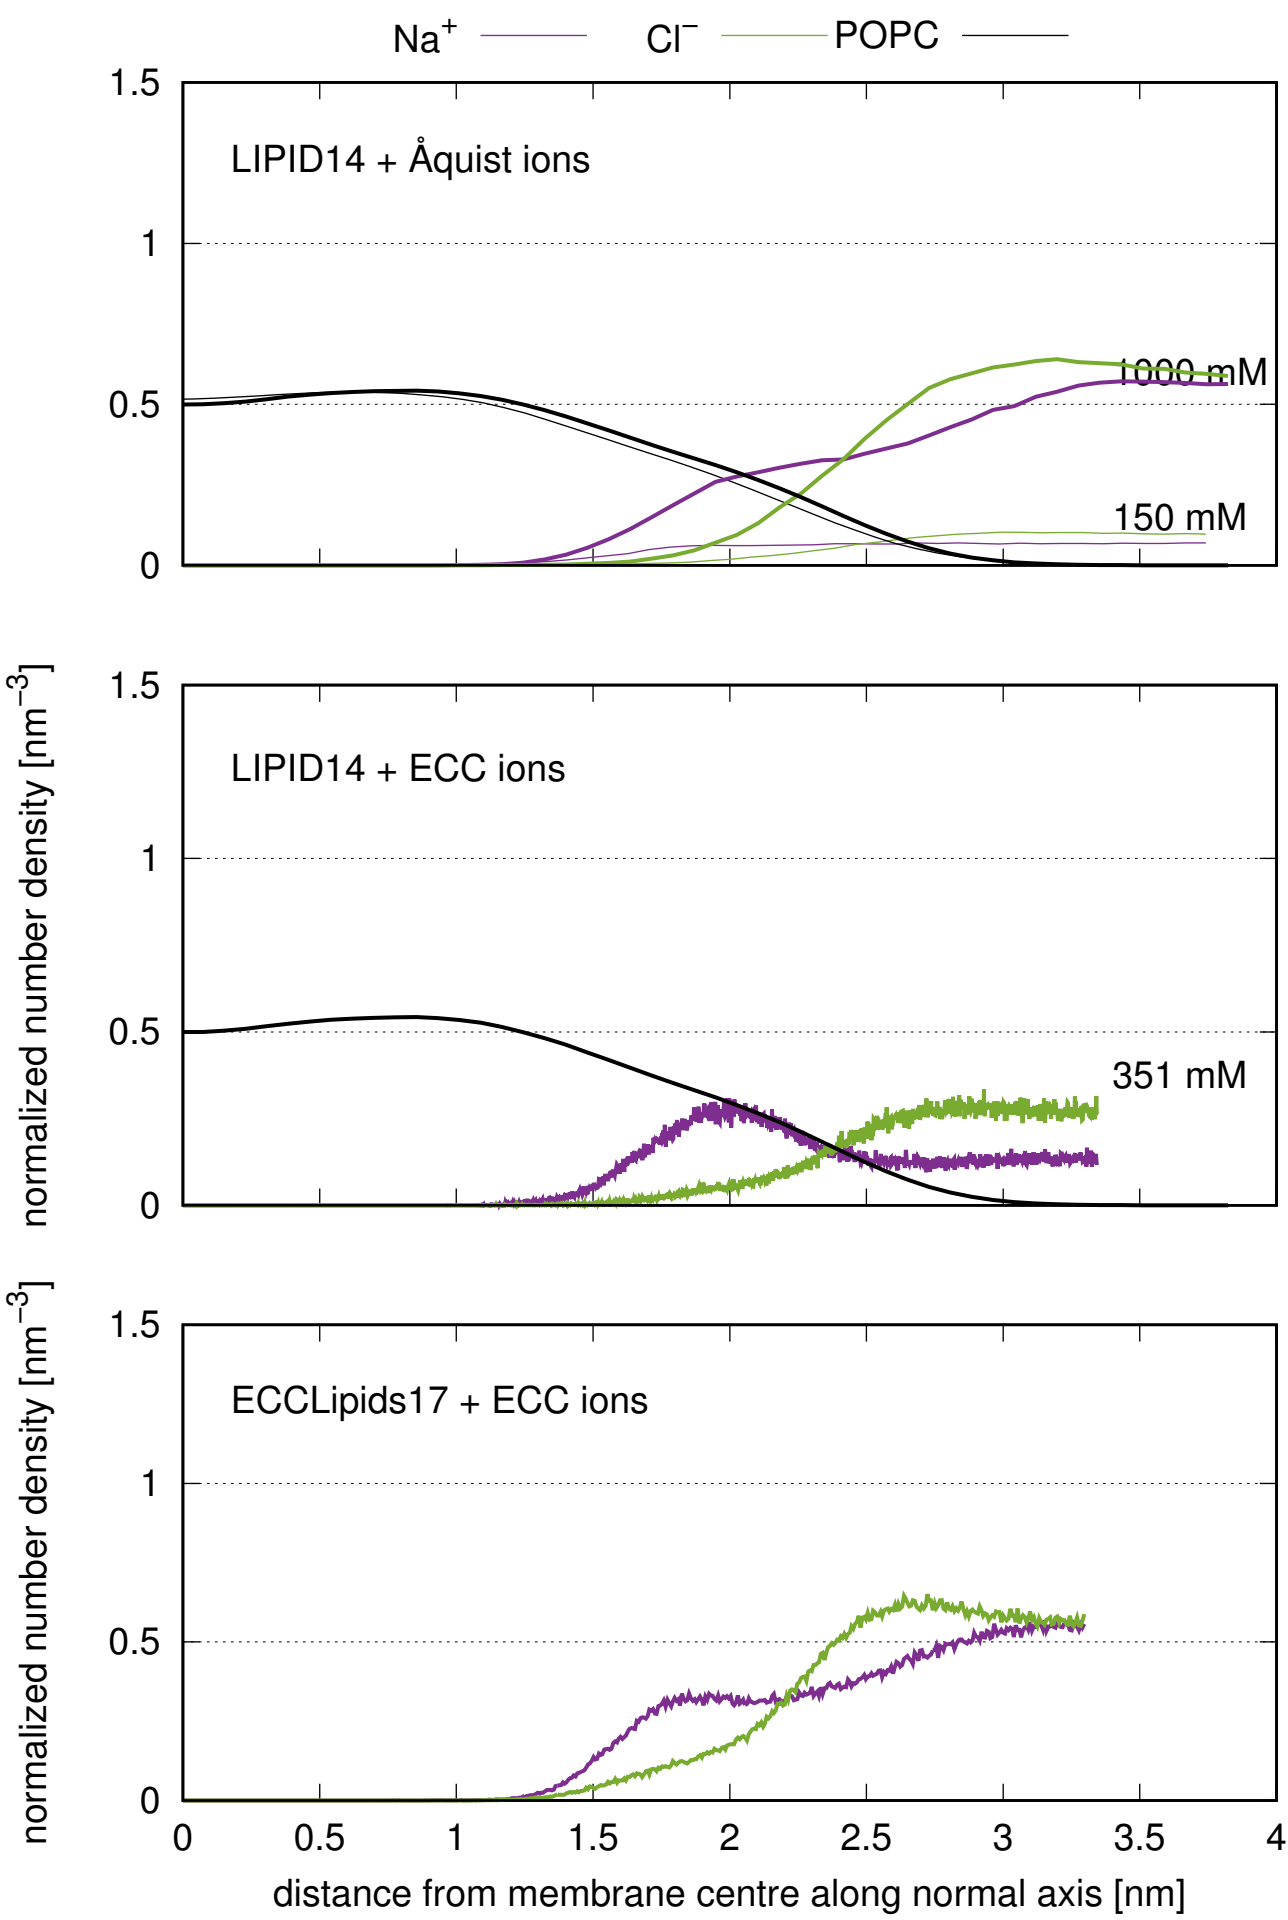 Na⁺ Cl⁻ POPC
1.5
LIPID14 + Åquist ions
1
1000 mM
0.5
150 mM
0
normalized number density [nm⁻³]
1.5
LIPID14 + ECC ions
1
0.5
351 mM
0
normalized number density [nm⁻³]
1.5
ECCLipids17 + ECC ions
1
0.5
0
0 0.5 1 1.5 2 2.5 3 3.5 4
distance from membrane centre along normal axis [nm]